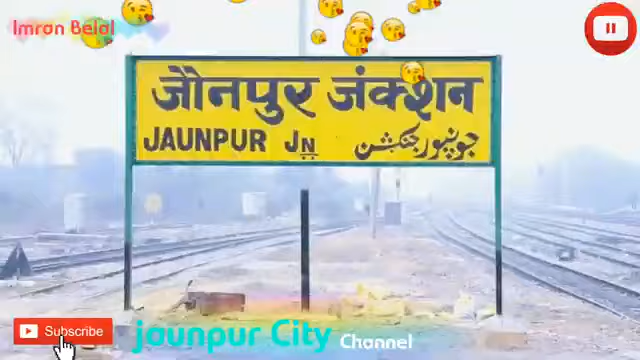 Imran Belal
जौनपुर जंक्शन
JAUNPUR JN
جونپور جنکشن
Subscribe
jaunpur City Channel